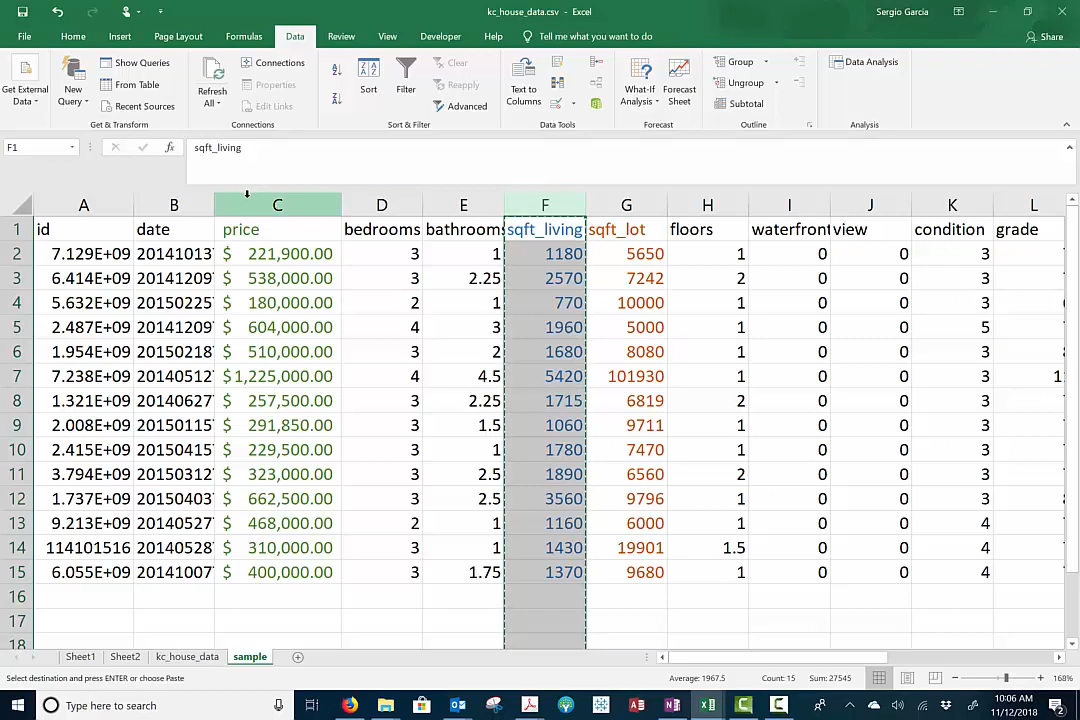 kc_house_data.csv - Excel
Sergio Garcia
File Home Insert Page Layout Formulas Data Review View Developer Help Tell me what you want to do Share
Get External Data
New Query
Show Queries
From Table
Recent Sources
Get & Transform
Refresh All
Connections
Properties
Edit Links
Connections
Sort
Filter
Clear
Reapply
Advanced
Sort & Filter
Text to Columns
Data Tools
What-If Analysis
Forecast Sheet
Forecast
Group
Ungroup
Subtotal
Outline
Data Analysis
Analysis
F1 fx sqft_living
A B C D E F G H I J K L
1 id date price bedrooms bathrooms sqft_living sqft_lot floors waterfront view condition grade
2 7.129E+09 20141013 $ 221,900.00 3 1 1180 5650 1 0 0 3
3 6.414E+09 20141209 $ 538,000.00 3 2.25 2570 7242 2 0 0 3
4 5.632E+09 20150225 $ 180,000.00 2 1 770 10000 1 0 0 3
5 2.487E+09 20141209 $ 604,000.00 4 3 1960 5000 1 0 0 5
6 1.954E+09 20150218 $ 510,000.00 3 2 1680 8080 1 0 0 3
7 7.238E+09 20140512 $1,225,000.00 4 4.5 5420 101930 1 0 0 3 1
8 1.321E+09 20140627 $ 257,500.00 3 2.25 1715 6819 2 0 0 3
9 2.008E+09 20150115 $ 291,850.00 3 1.5 1060 9711 1 0 0 3
10 2.415E+09 20150415 $ 229,500.00 3 1 1780 7470 1 0 0 3
11 3.794E+09 20150312 $ 323,000.00 3 2.5 1890 6560 2 0 0 3
12 1.737E+09 20150403 $ 662,500.00 3 2.5 3560 9796 1 0 0 3
13 9.213E+09 20140527 $ 468,000.00 2 1 1160 6000 1 0 0 4
14 114101516 20140528 $ 310,000.00 3 1 1430 19901 1.5 0 0 4
15 6.055E+09 20141007 $ 400,000.00 3 1.75 1370 9680 1 0 0 4
16
17
18
Sheet1 Sheet2 kc_house_data sample
Select destination and press ENTER or choose Paste Average: 1967.5 Count: 15 Sum: 27545 168%
Type here to search
10:06 AM
11/12/2018
2